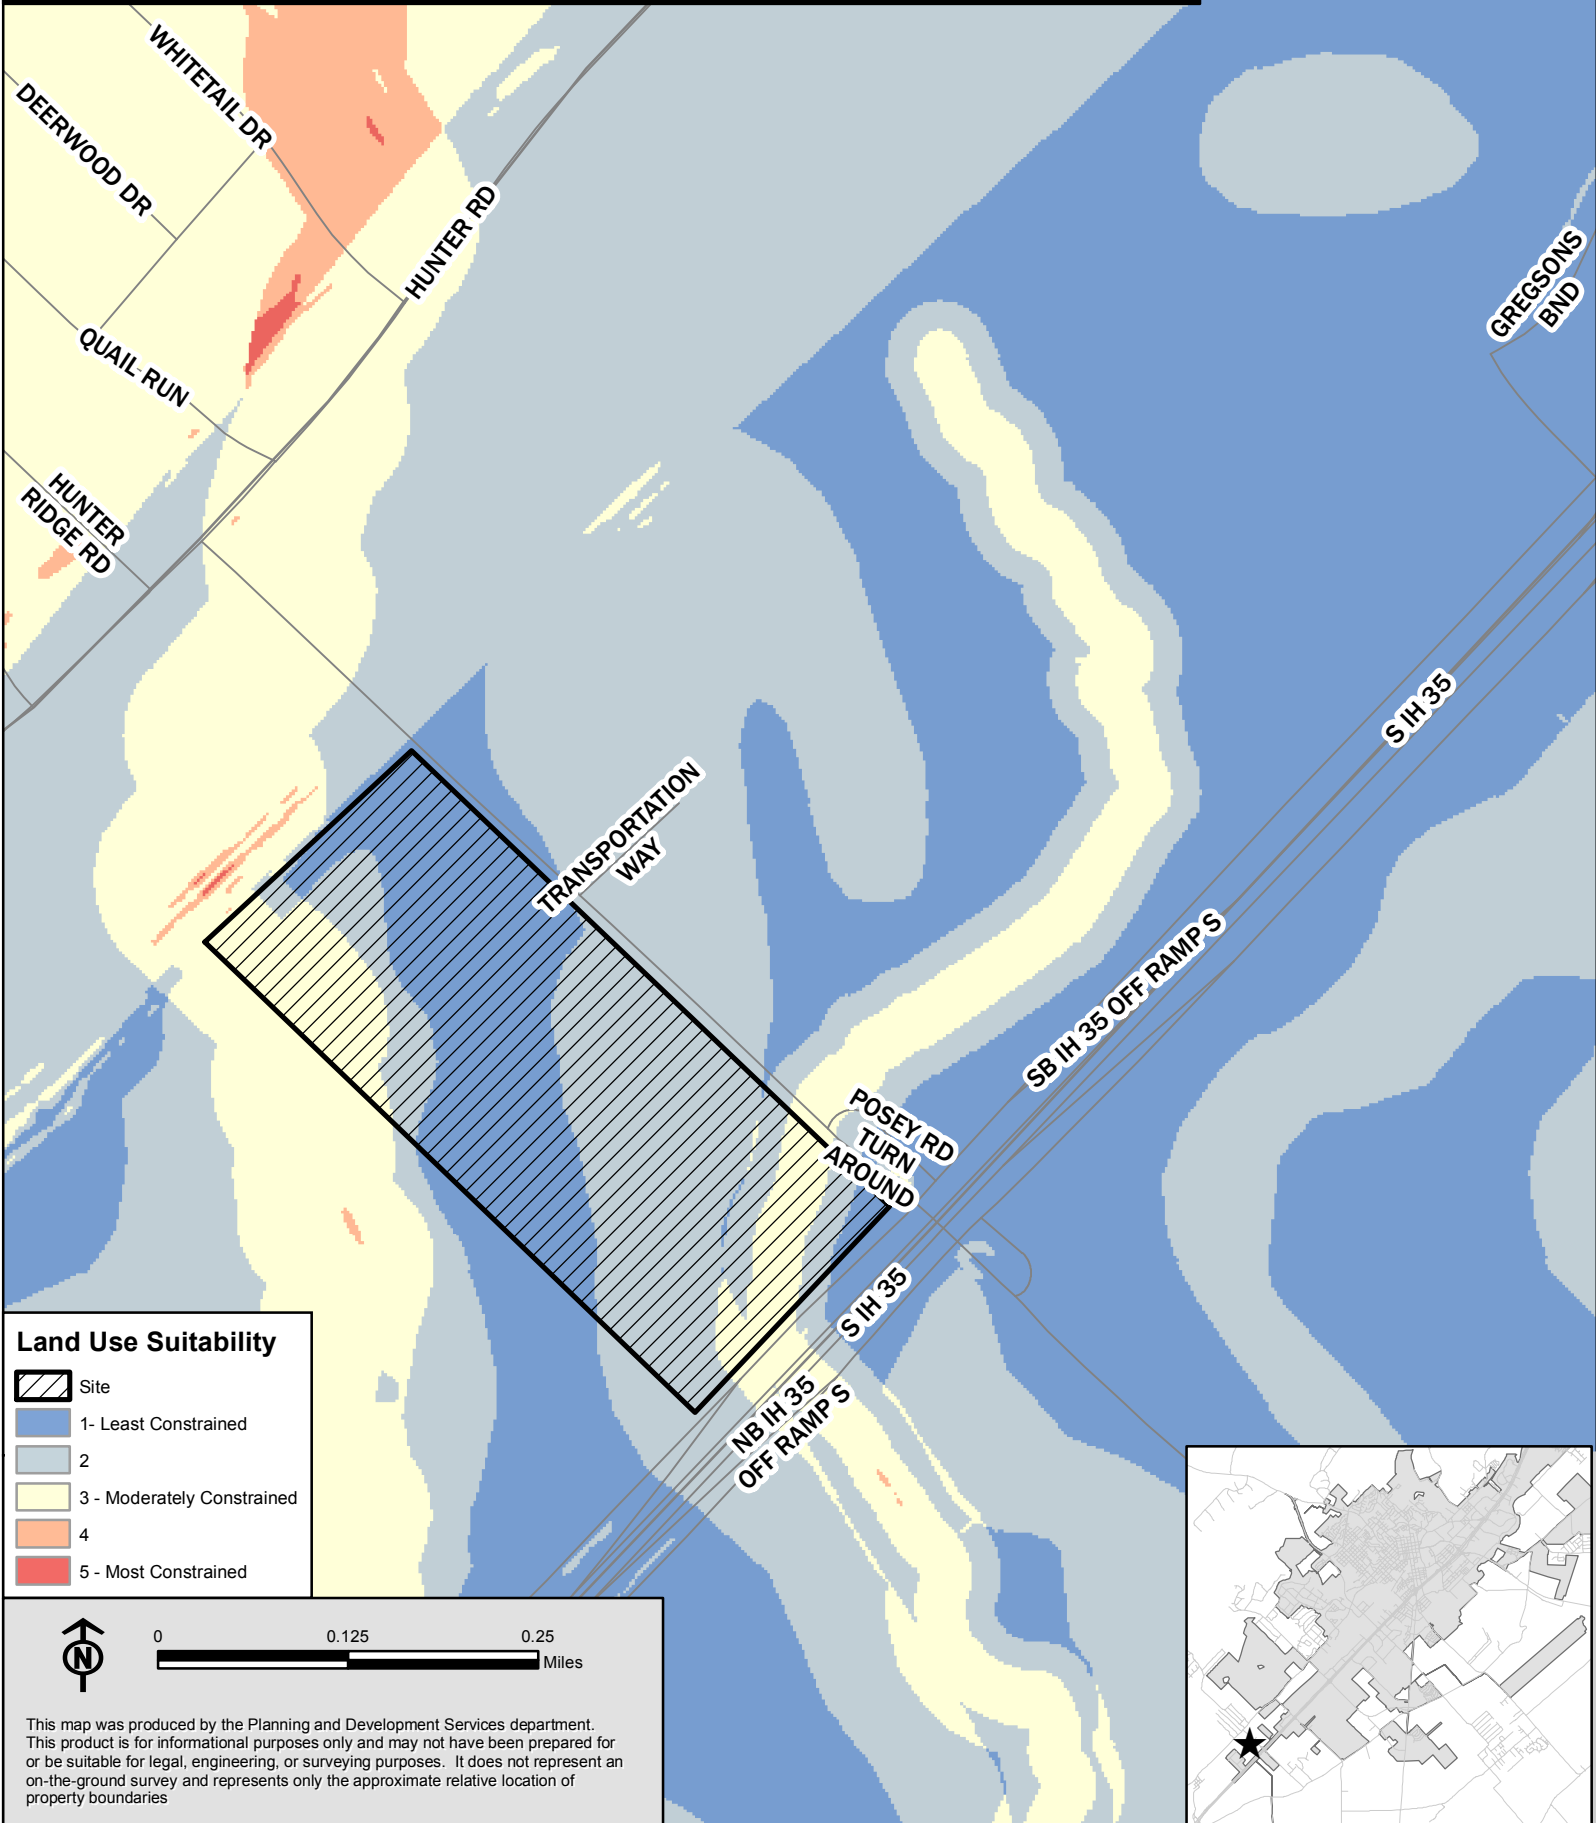 WHITETAIL DR
DEERWOOD DR
HUNTER RD
GREGSONS
BND
QUAIL RUN
HUNTER
RIDGE RD
S IH 35
TRANSPORTATION
WAY
SB IH 35 OFF RAMP S
POSEY RD
TURN
AROUND
S IH 35
NB IH 35
OFF RAMP S
Land Use Suitability
Site
1- Least Constrained
2
3 - Moderately Constrained
4
5 - Most Constrained
N
0 0.125 0.25
Miles
This map was produced by the Planning and Development Services department.
This product is for informational purposes only and may not have been prepared for
or be suitable for legal, engineering, or surveying purposes. It does not represent an
on-the-ground survey and represents only the approximate relative location of
property boundaries